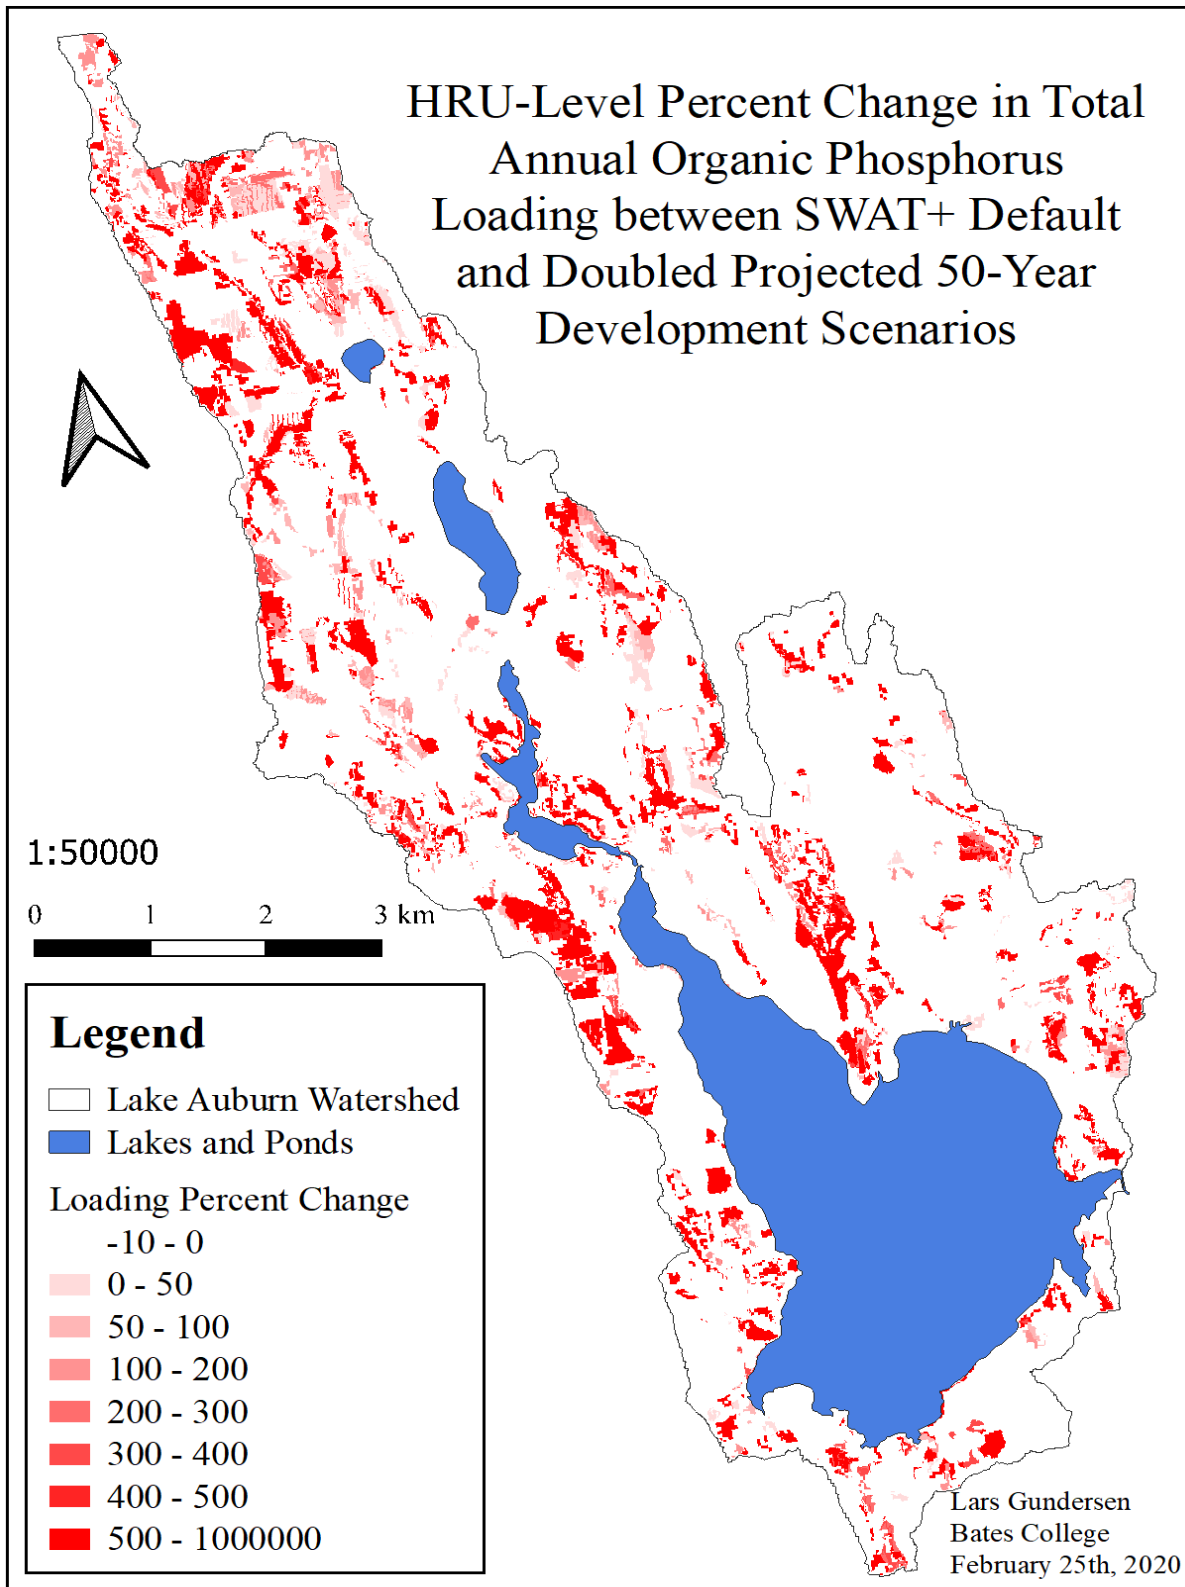 HRU-Level Percent Change in Total
Annual Organic Phosphorus
Loading between SWAT+ Default
and Doubled Projected 50-Year
Development Scenarios
1:50000
0 1 2 3 km
Legend
Lake Auburn Watershed
Lakes and Ponds
Loading Percent Change
-10 - 0
0 - 50
50 - 100
100 - 200
200 - 300
300 - 400
400 - 500
500 - 1000000
Lars Gundersen
Bates College
February 25th, 2020